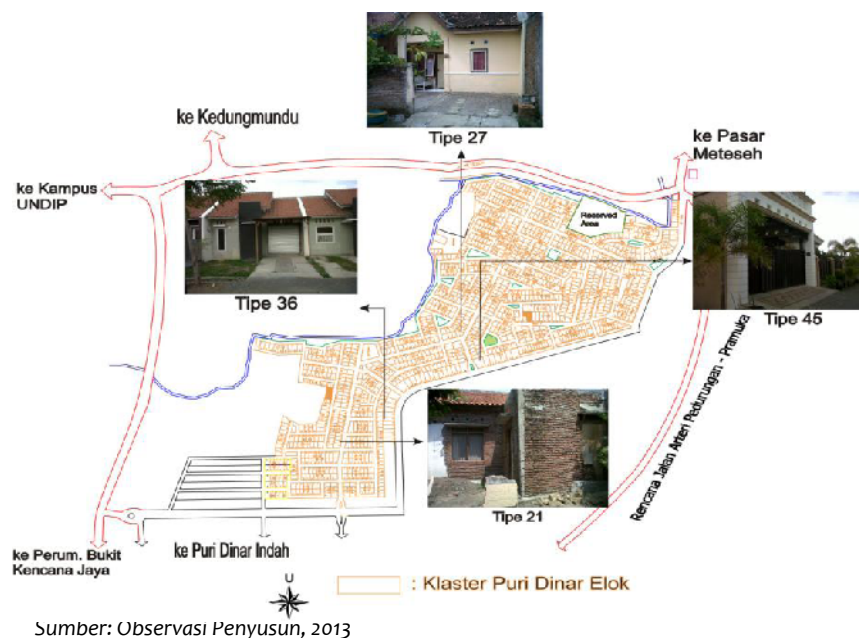 Tipe 27
ke Kedungmundu
ke Pasar
Meteseh
ke Kampus
UNDIP
Reserved
Area
Tipe 36
Tipe 45
Rencana Jalan Arteri Pedurungan - Pramuka
Tipe 21
ke Perum. Bukit
Kencana Jaya
ke Puri Dinar Indah
U
: Klaster Puri Dinar Elok
Sumber: Observasi Penyusun, 2013